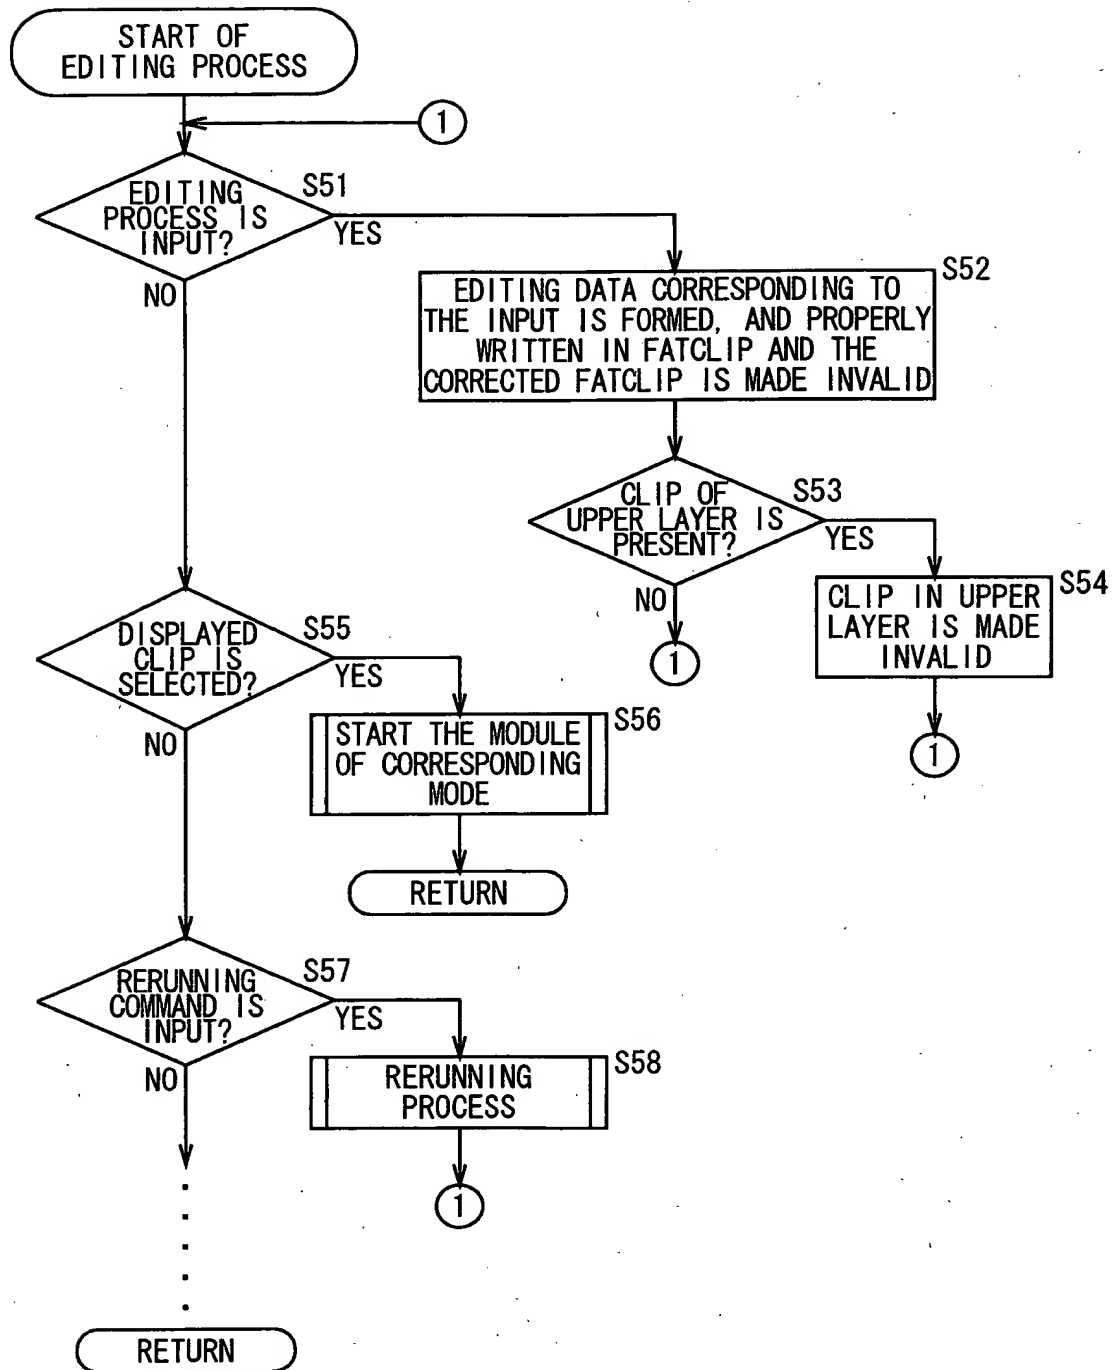 START OF
EDITING PROCESS
1
EDITING
PROCESS IS
INPUT?
S51
YES
NO
S52
EDITING DATA CORRESPONDING TO
THE INPUT IS FORMED, AND PROPERLY
WRITTEN IN FATCLIP AND THE
CORRECTED FATCLIP IS MADE INVALID
CLIP OF
UPPER LAYER IS
PRESENT?
S53
YES
NO
1
S54
CLIP IN UPPER
LAYER IS MADE
INVALID
1
DISPLAYED
CLIP IS
SELECTED?
S55
YES
NO
S56
START THE MODULE
OF CORRESPONDING
MODE
RETURN
RERUNNING
COMMAND IS
INPUT?
S57
YES
NO
S58
RERUNNING
PROCESS
1
RETURN